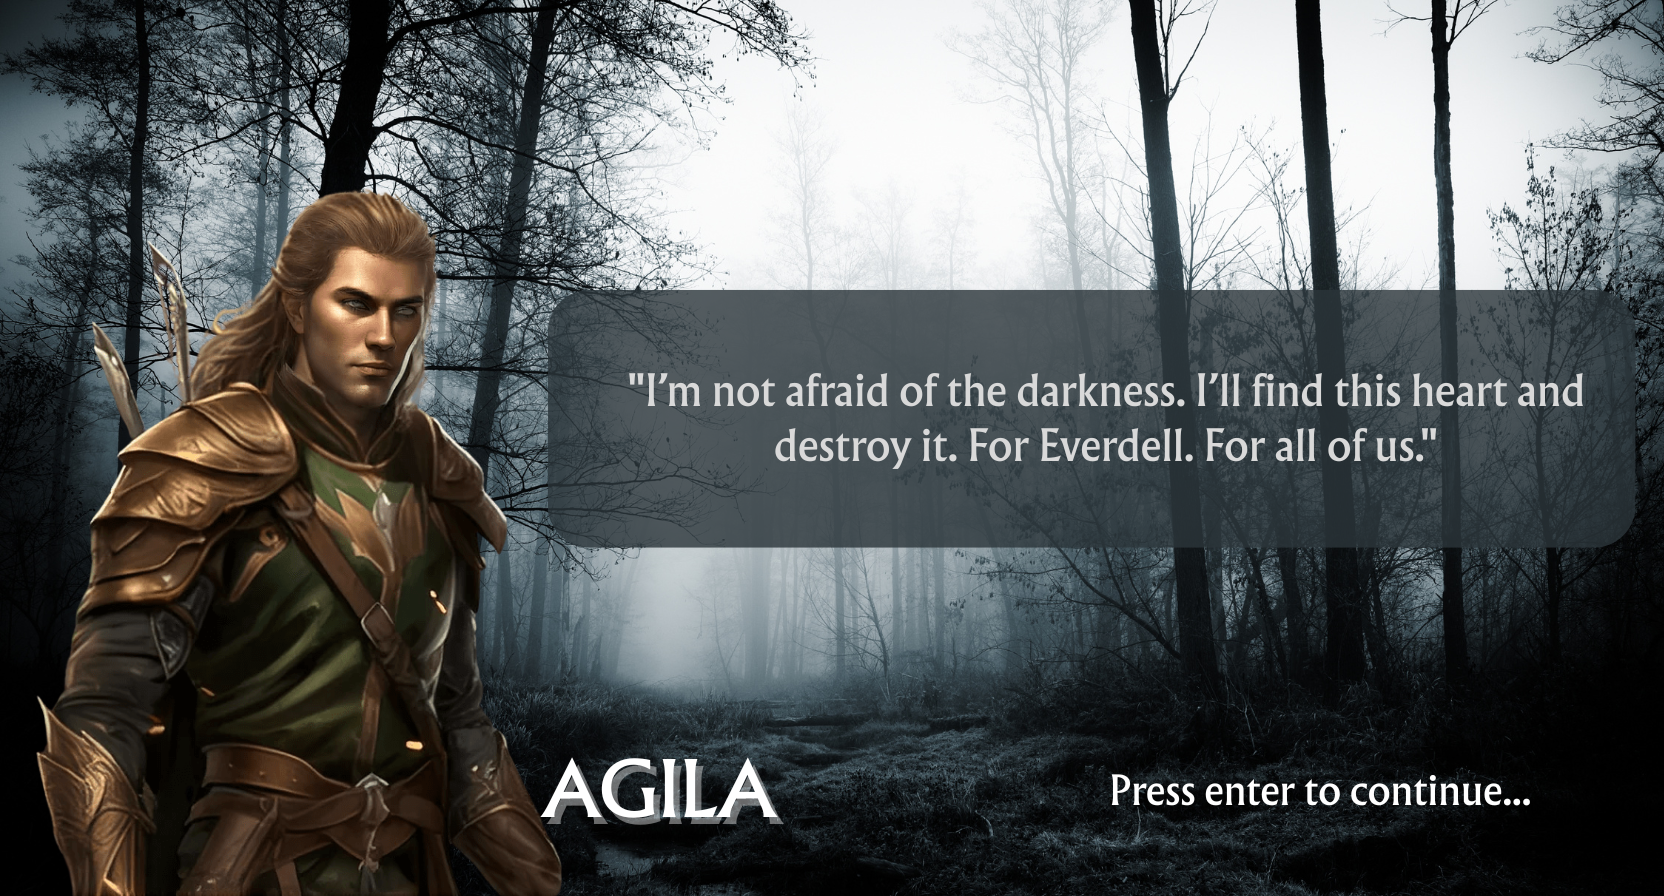 "I’m not afraid of the darkness. I’ll find this heart and
destroy it. For Everdell. For all of us."
AGILA
Press enter to continue...